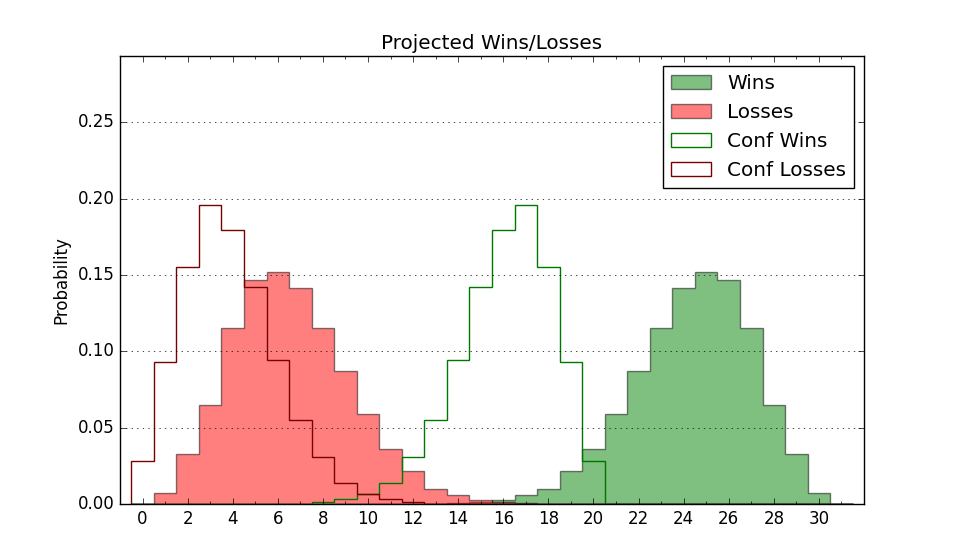 Projected Wins/Losses
Wins
Losses
Conf Wins
Conf Losses
Probability
0.25
0.20
0.15
0.10
0.05
0.00
0 2 4 6 8 10 12 14 16 18 20 22 24 26 28 30